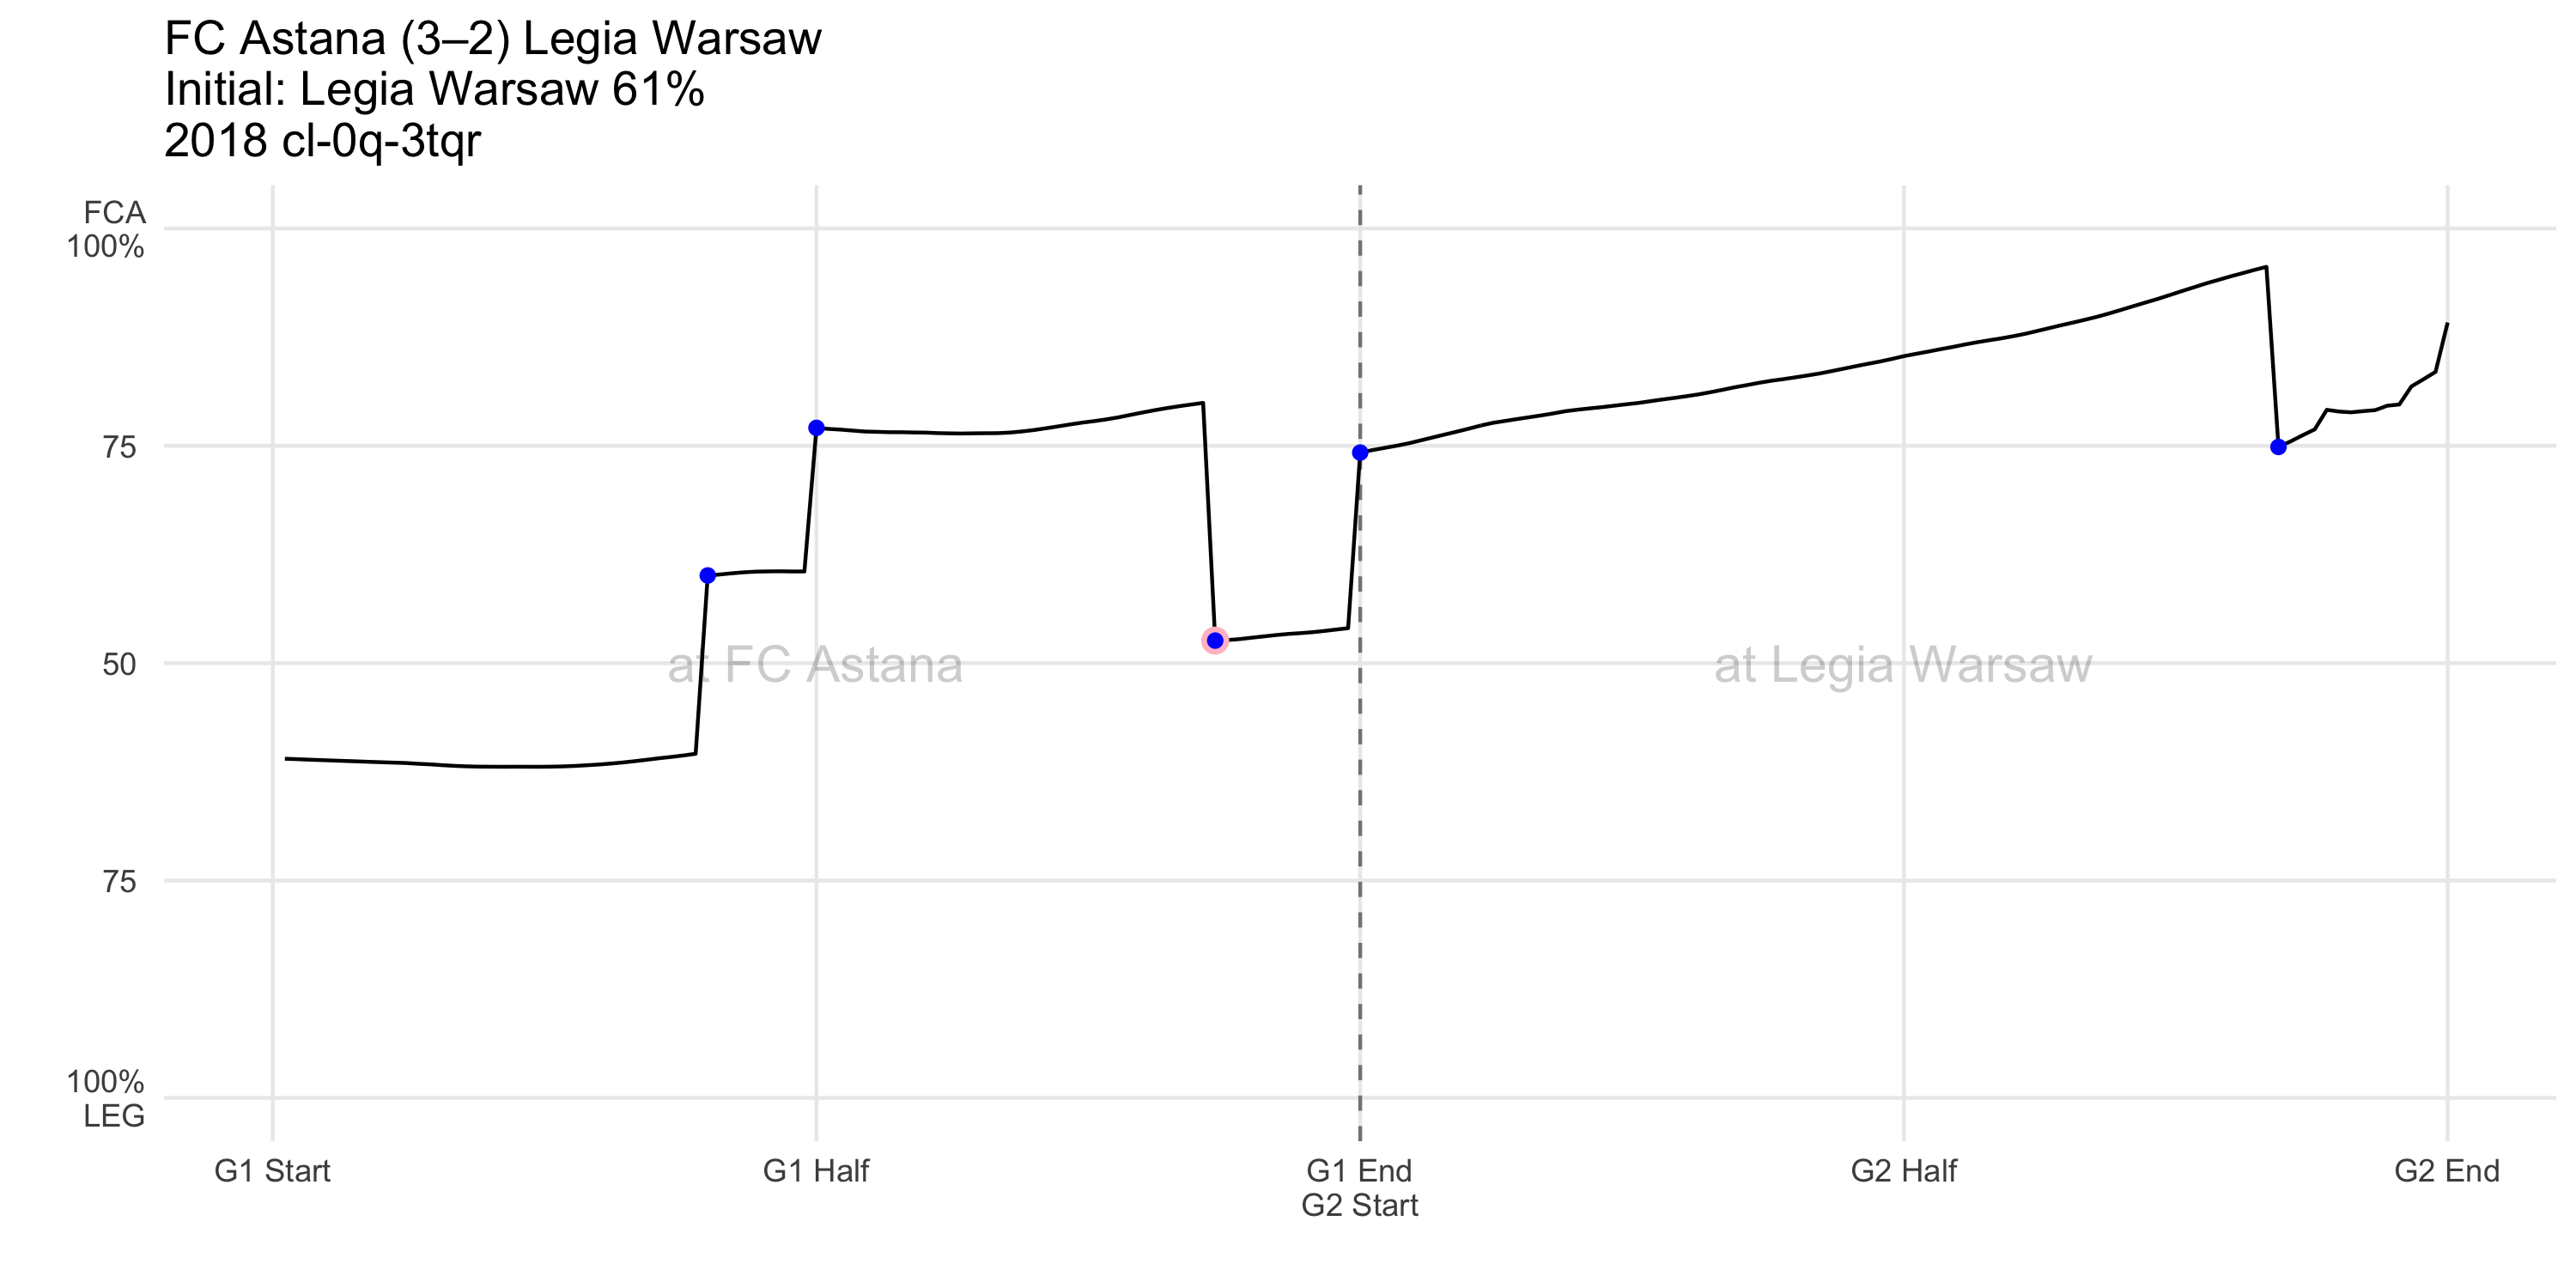 FC Astana (3–2) Legia Warsaw
Initial: Legia Warsaw 61%
2018 cl-0q-3tqr
FCA
100%
75
50
75
100%
LEG
at FC Astana
at Legia Warsaw
G1 Start
G1 Half
G1 End
G2 Start
G2 Half
G2 End